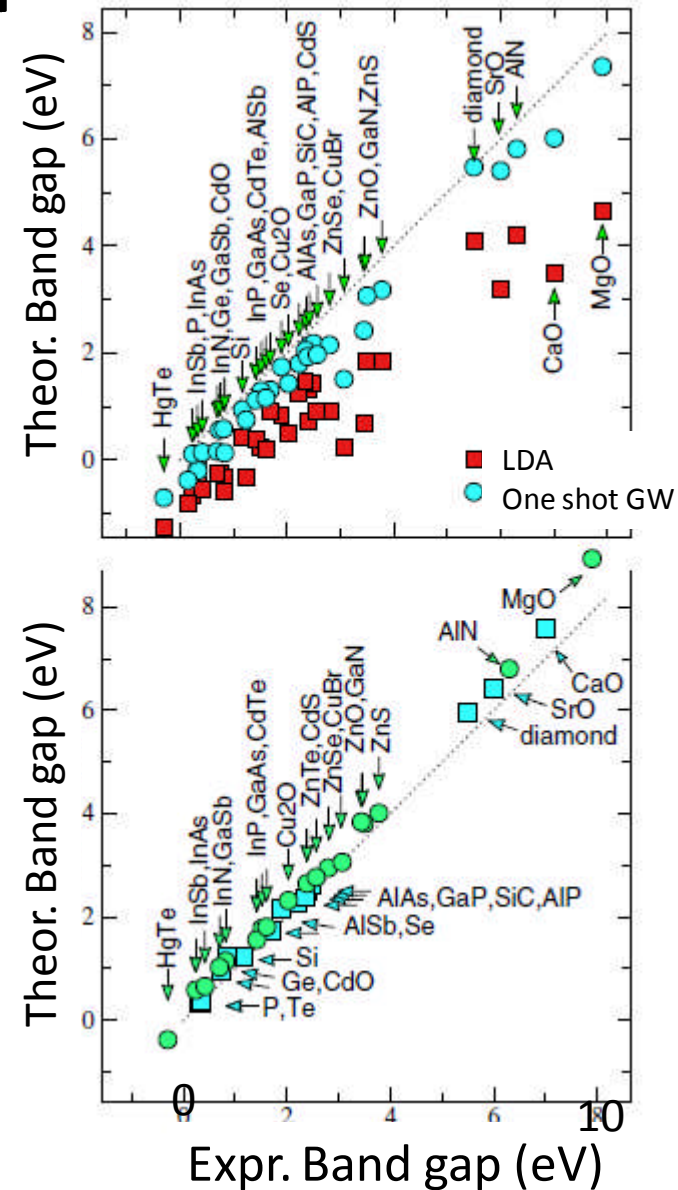 Theor. Band gap (eV)
8
6
4
2
0
HgTe
InSb,P,InAs
InN,Ge,GaSb,CdO
Si
InP,GaAs,CdTe,AlSb
Se,Cu2O
AlAs,GaP,SiC,AlP,CdS
ZnSe,CuBr
ZnO,GaN,ZnS
diamond
SrO
AlN
CaO
MgO
LDA
One shot GW
Theor. Band gap (eV)
8
6
4
2
0
HgTe
InSb,InAs
InN,GaSb
InP,GaAs,CdTe
Cu2O
ZnTe,CdS
ZnSe,CuBr
ZnO,GaN
ZnS
MgO
AlN
CaO
SrO
diamond
AlAs,GaP,SiC,AlP
AlSb,Se
Si
Ge,CdO
P,Te
0
0 2 4 6 8
10
Expr. Band gap (eV)